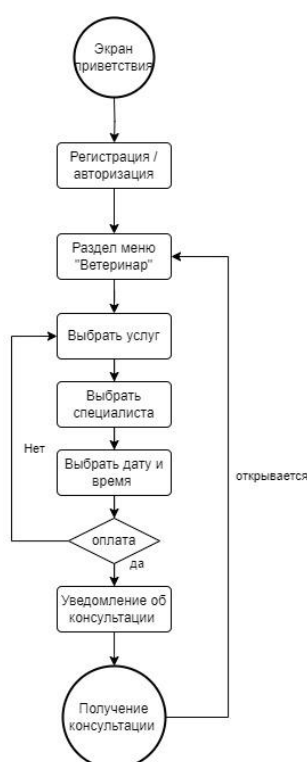 Экран
приветствия
Регистрация /
авторизация
Раздел меню
"Ветеринар"
Выбрать услуг
Выбрать
специалиста
Нет
Выбрать дату и
время
открывается
оплата
да
Уведомление об
консультации
Получение
консультации